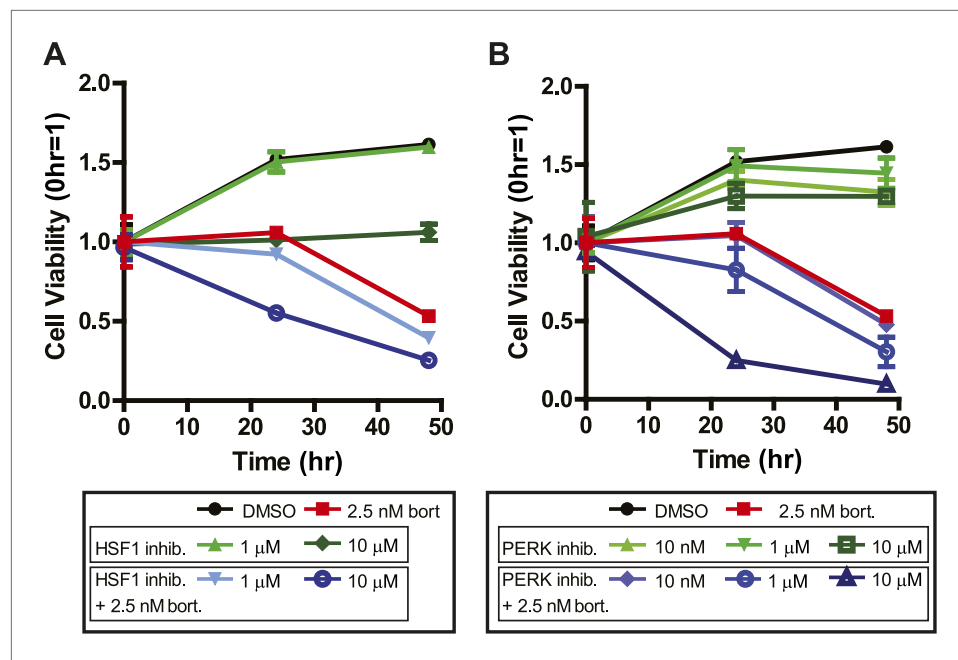 A
2.0
1.5
1.0
0.5
0.0
Cell Viability (0hr=1)
0 10 20 30 40 50
Time (hr)
DMSO 2.5 nM bort
HSF1 inhib. 1 μM 10 μM
HSF1 inhib. 1 μM 10 μM
+ 2.5 nM bort.
B
2.0
1.5
1.0
0.5
0.0
Cell Viability (0hr=1)
0 10 20 30 40 50
Time (hr)
DMSO 2.5 nM bort.
PERK inhib. 10 nM 1 μM 10 μM
PERK inhib. 10 nM 1 μM 10 μM
+ 2.5 nM bort.